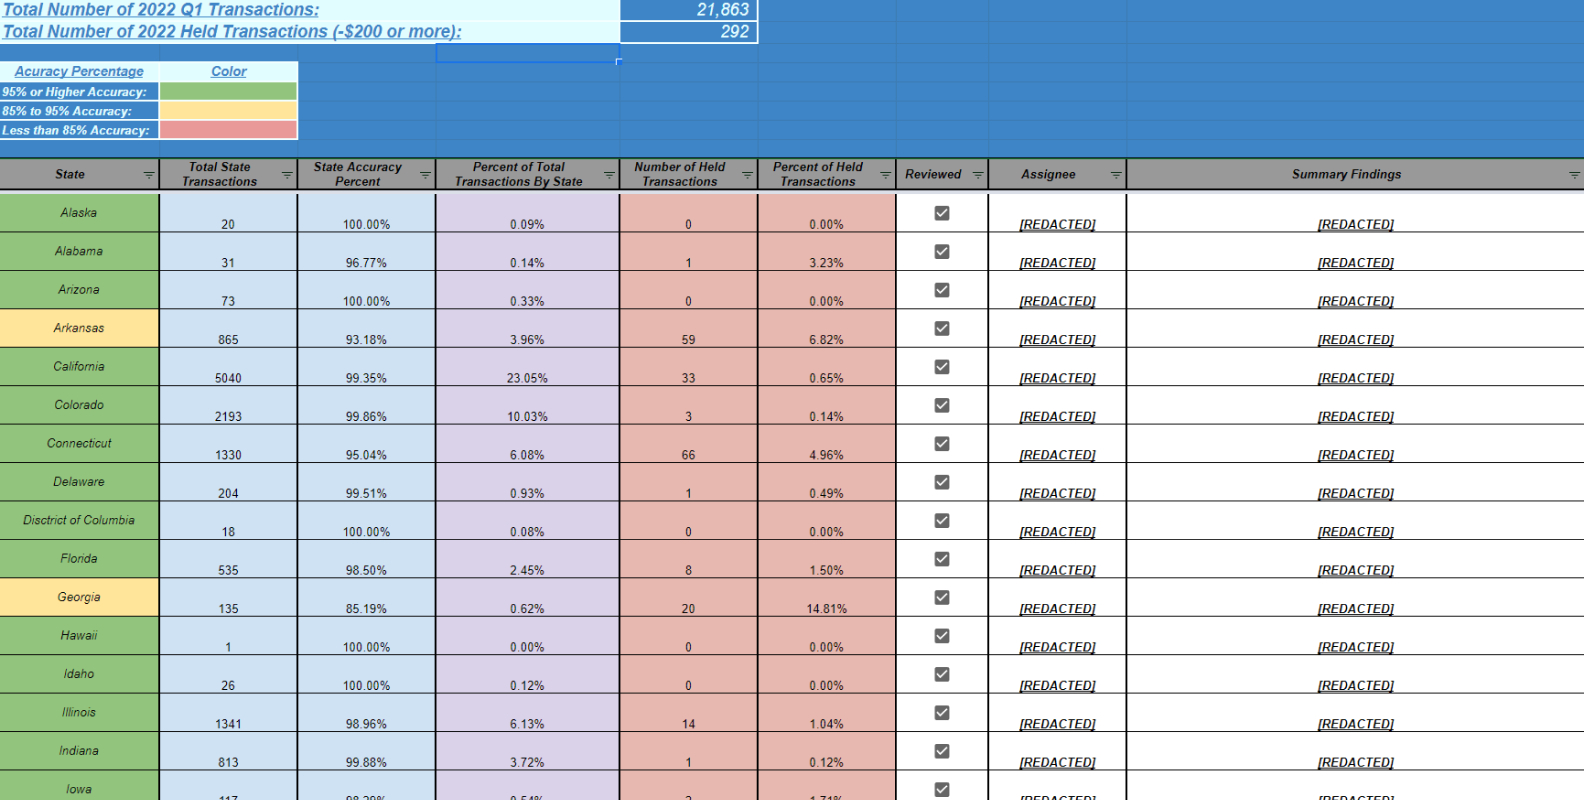 Total Number of 2022 Q1 Transactions: 21,863
Total Number of 2022 Held Transactions (-$200 or more): 292
Acuracy Percentage Color
95% or Higher Accuracy:
85% to 95% Accuracy:
Less than 85% Accuracy:
State Total State Transactions State Accuracy Percent Percent of Total Transactions By State Number of Held Transactions Percent of Held Transactions Reviewed Assignee Summary Findings
Alaska 20 100.00% 0.09% 0 0.00% [REDACTED] [REDACTED]
Alabama 31 96.77% 0.14% 1 3.23% [REDACTED] [REDACTED]
Arizona 73 100.00% 0.33% 0 0.00% [REDACTED] [REDACTED]
Arkansas 865 93.18% 3.96% 59 6.82% [REDACTED] [REDACTED]
California 5040 99.35% 23.05% 33 0.65% [REDACTED] [REDACTED]
Colorado 2193 99.86% 10.03% 3 0.14% [REDACTED] [REDACTED]
Connecticut 1330 95.04% 6.08% 66 4.96% [REDACTED] [REDACTED]
Delaware 204 99.51% 0.93% 1 0.49% [REDACTED] [REDACTED]
Disctrict of Columbia 18 100.00% 0.08% 0 0.00% [REDACTED] [REDACTED]
Florida 535 98.50% 2.45% 8 1.50% [REDACTED] [REDACTED]
Georgia 135 85.19% 0.62% 20 14.81% [REDACTED] [REDACTED]
Hawaii 1 100.00% 0.00% 0 0.00% [REDACTED] [REDACTED]
Idaho 26 100.00% 0.12% 0 0.00% [REDACTED] [REDACTED]
Illinois 1341 98.96% 6.13% 14 1.04% [REDACTED] [REDACTED]
Indiana 813 99.88% 3.72% 1 0.12% [REDACTED] [REDACTED]
Iowa 117 98.29% 0.54% 2 1.71% [REDACTED] [REDACTED]